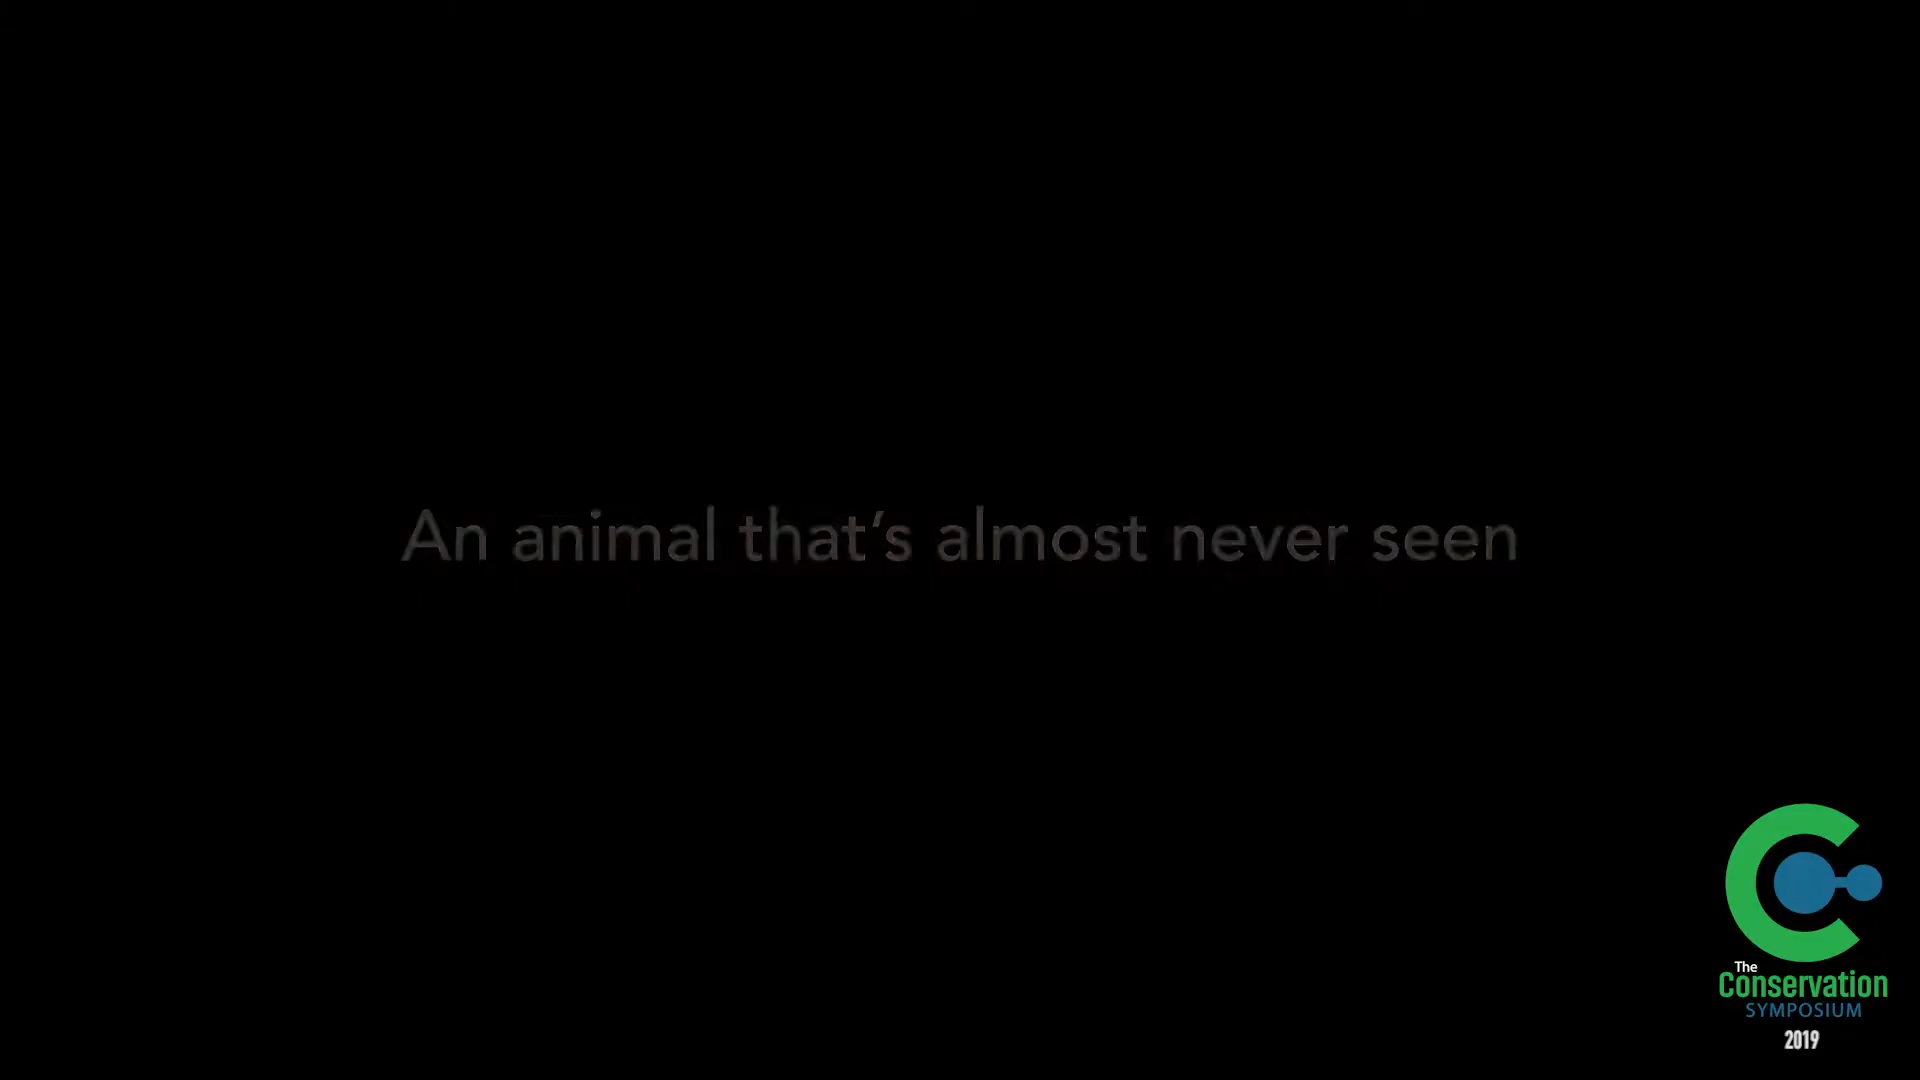 An animal that's almost never seen
The
Conservation
SYMPOSIUM
2019